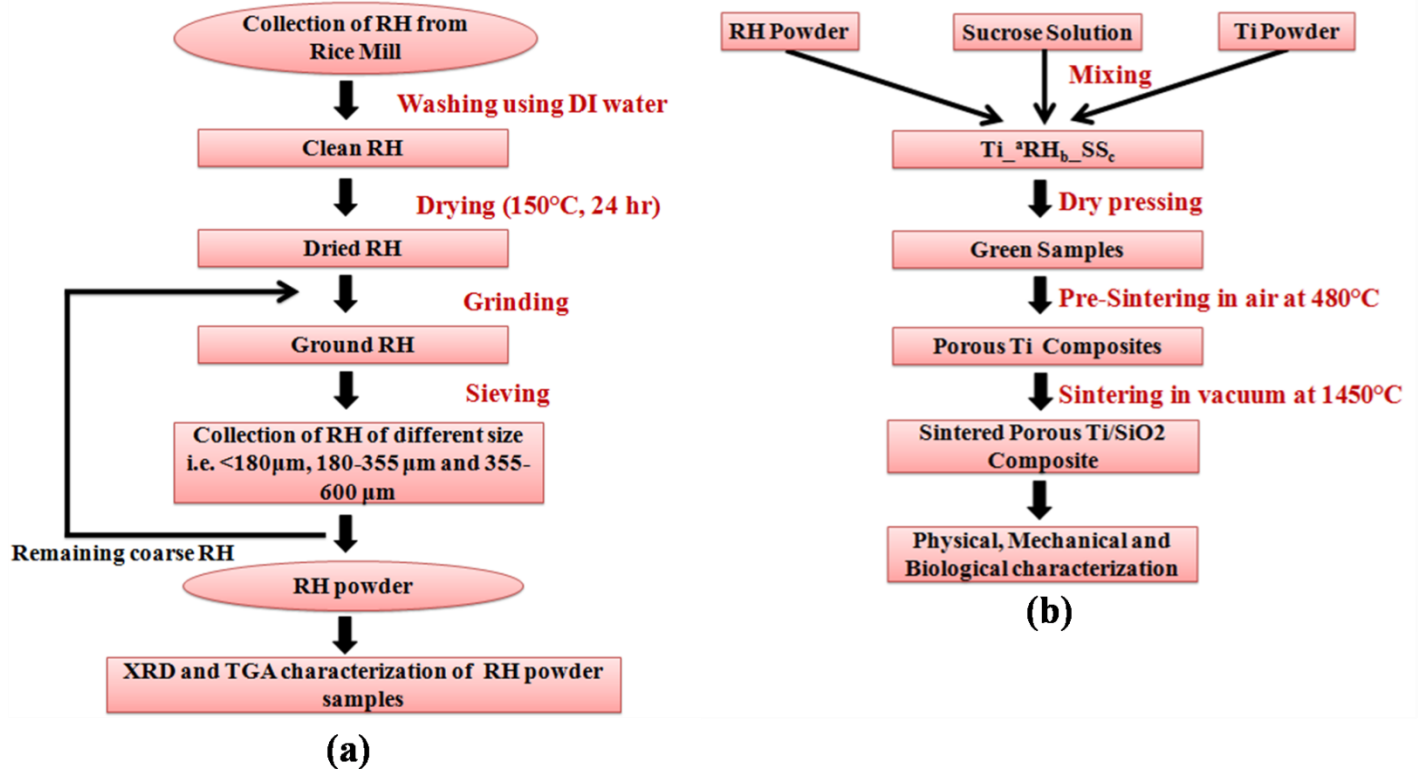 Collection of RH from
Rice Mill
Washing using DI water
Clean RH
Drying (150°C, 24 hr)
Dried RH
Grinding
Ground RH
Sieving
Collection of RH of different size
i.e. <180μm, 180-355 μm and 355-
600 μm
Remaining coarse RH
RH powder
XRD and TGA characterization of RH powder
samples
(a)
RH Powder
Sucrose Solution
Ti Powder
Mixing
Ti_ᵃRH_b_SS_c
Dry pressing
Green Samples
Pre-Sintering in air at 480°C
Porous Ti Composites
Sintering in vacuum at 1450°C
Sintered Porous Ti/SiO2
Composite
Physical, Mechanical and
Biological characterization
(b)